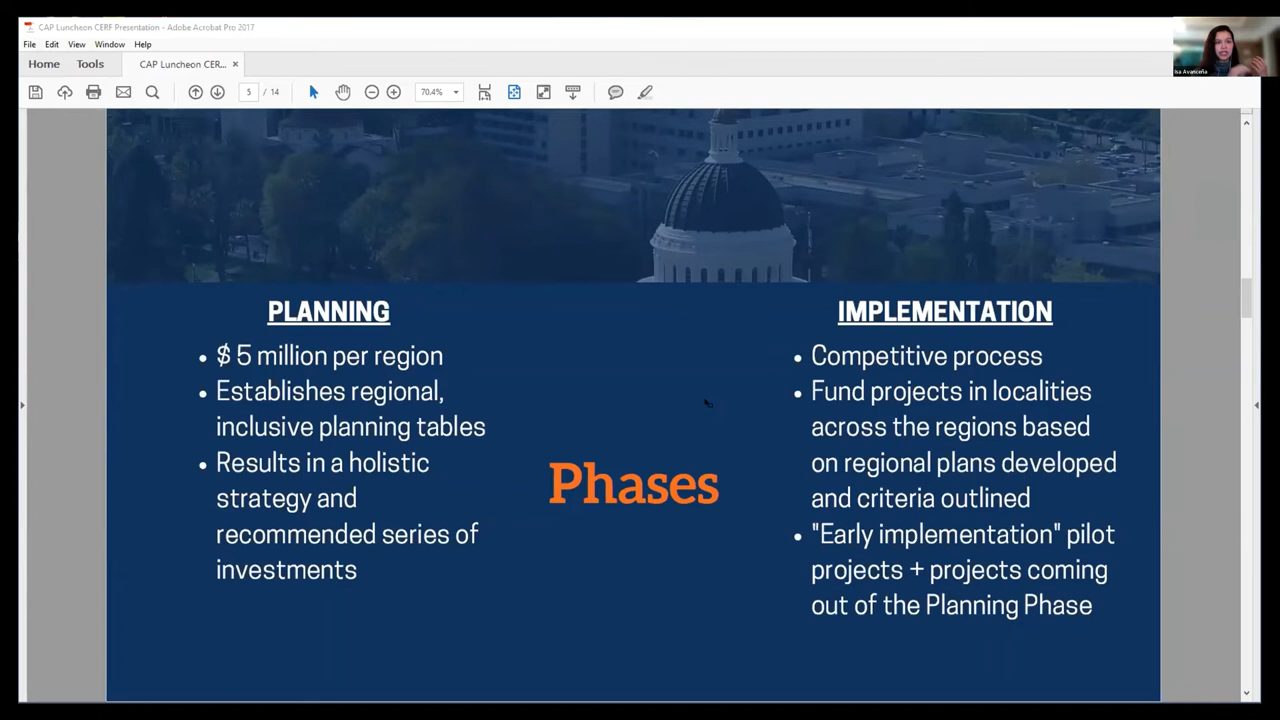 CAP Luncheon CERF Presentation - Adobe Acrobat Pro 2017
File Edit View Window Help
Home Tools CAP Luncheon CER... ×
5 / 14 70.4%
Isa Avanceña
PLANNING
• $ 5 million per region
• Establishes regional,
inclusive planning tables
• Results in a holistic
strategy and
recommended series of
investments
Phases
IMPLEMENTATION
• Competitive process
• Fund projects in localities
across the regions based
on regional plans developed
and criteria outlined
• "Early implementation" pilot
projects + projects coming
out of the Planning Phase